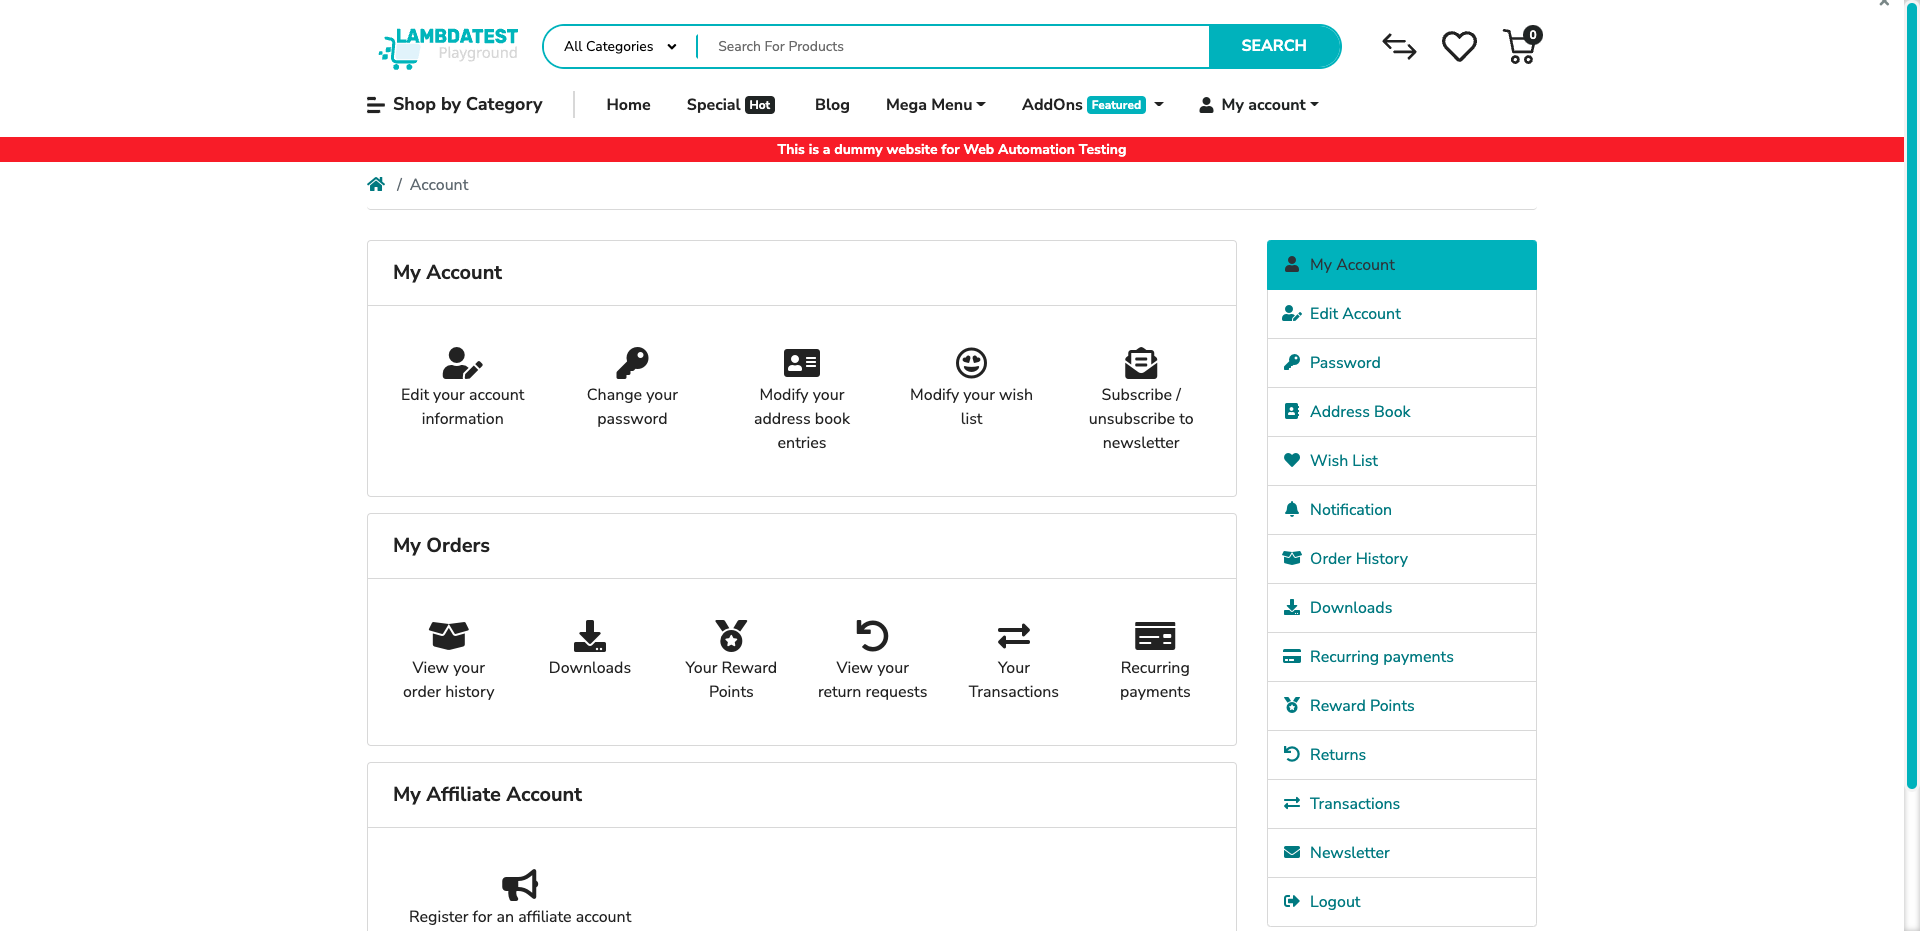 LAMBDATEST
Playground
All Categories
Search For Products
SEARCH
0
Shop by Category
Home
Special Hot
Blog
Mega Menu
AddOns Featured
My account
This is a dummy website for Web Automation Testing
/ Account
My Account
Edit your account
information
Change your
password
Modify your
address book
entries
Modify your wish
list
Subscribe /
unsubscribe to
newsletter
My Orders
View your
order history
Downloads
Your Reward
Points
View your
return requests
Your
Transactions
Recurring
payments
My Affiliate Account
Register for an affiliate account
My Account
Edit Account
Password
Address Book
Wish List
Notification
Order History
Downloads
Recurring payments
Reward Points
Returns
Transactions
Newsletter
Logout